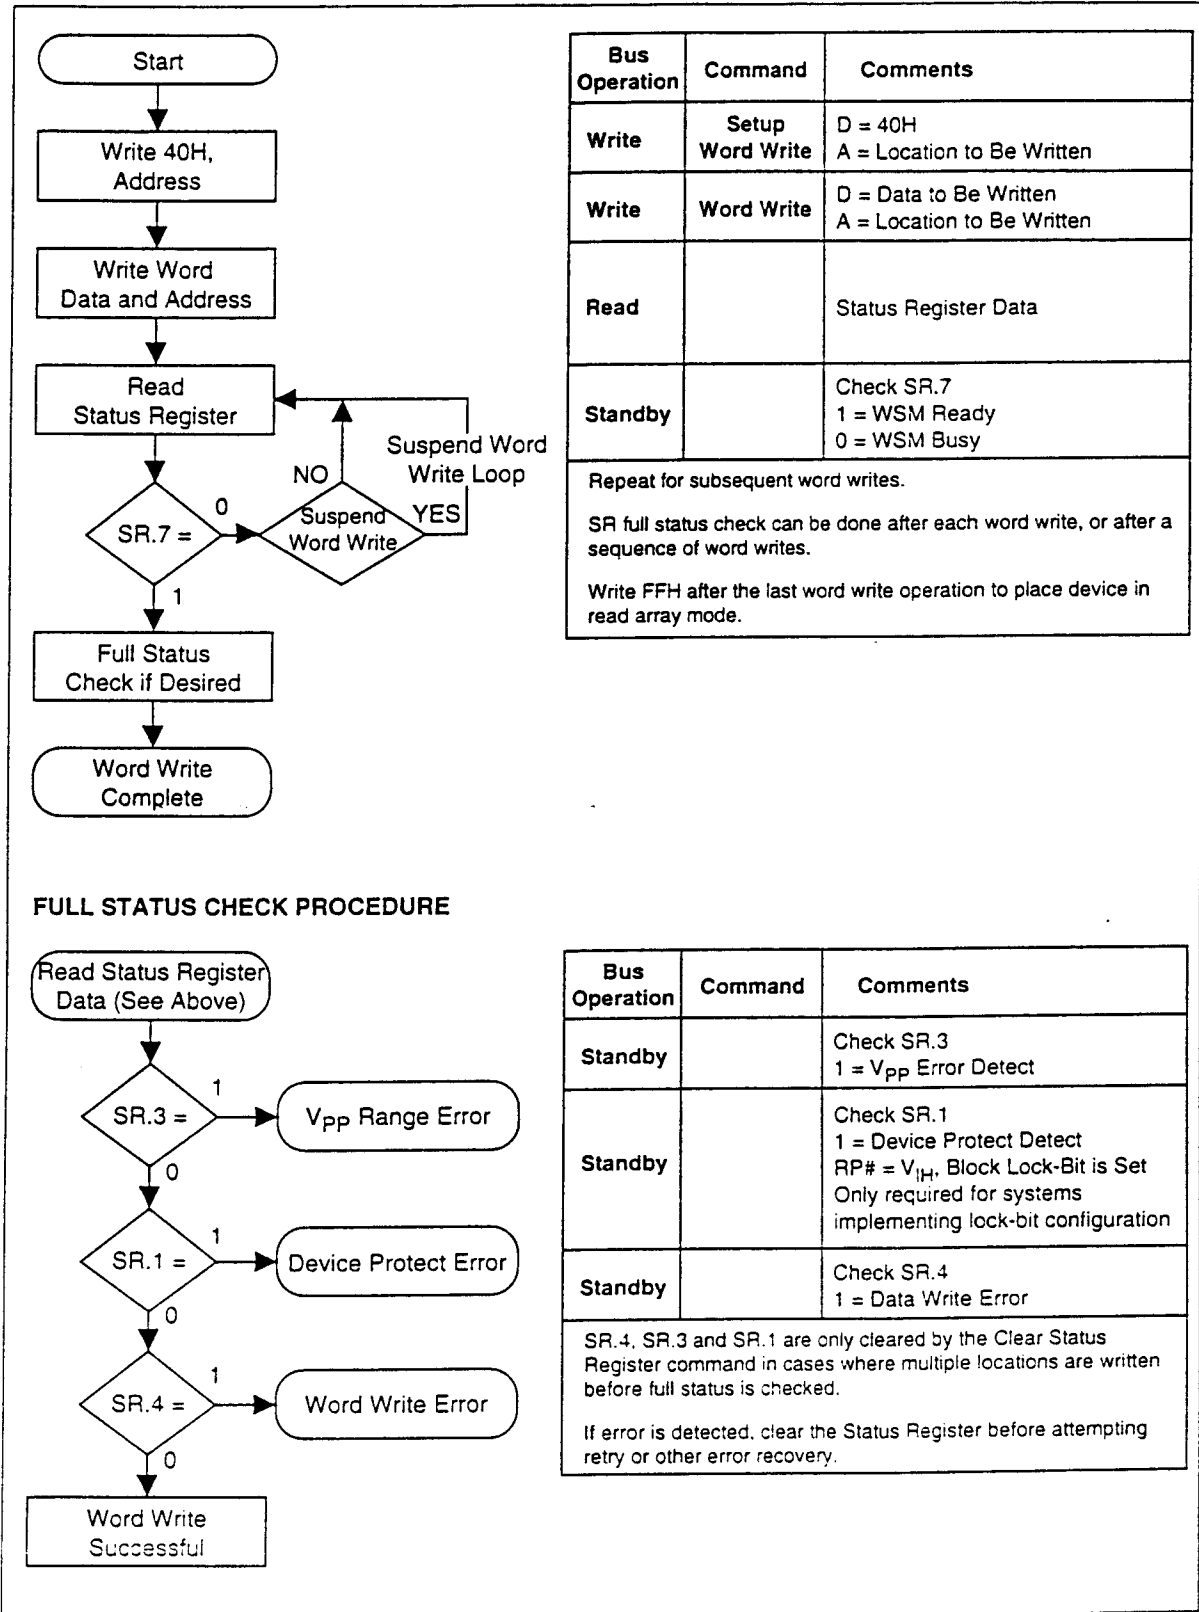 Start
Write 40H,
Address
Write Word
Data and Address
Read
Status Register
Suspend Word
Write Loop
NO
YES
0
SR.7 =
Suspend
Word Write
1
Full Status
Check if Desired
Word Write
Complete
Bus
Operation
Command
Comments
Write
Setup
Word Write
D = 40H
A = Location to Be Written
Write
Word Write
D = Data to Be Written
A = Location to Be Written
Read
Status Register Data
Standby
Check SR.7
1 = WSM Ready
0 = WSM Busy
Repeat for subsequent word writes.
SR full status check can be done after each word write, or after a
sequence of word writes.
Write FFH after the last word write operation to place device in
read array mode.
FULL STATUS CHECK PROCEDURE
Read Status Register
Data (See Above)
1
SR.3 =
VPP Range Error
0
1
SR.1 =
Device Protect Error
0
1
SR.4 =
Word Write Error
0
Word Write
Successful
Bus
Operation
Command
Comments
Standby
Check SR.3
1 = VPP Error Detect
Standby
Check SR.1
1 = Device Protect Detect
RP# = VIH, Block Lock-Bit is Set
Only required for systems
implementing lock-bit configuration
Standby
Check SR.4
1 = Data Write Error
SR.4, SR.3 and SR.1 are only cleared by the Clear Status
Register command in cases where multiple locations are written
before full status is checked.
If error is detected, clear the Status Register before attempting
retry or other error recovery.